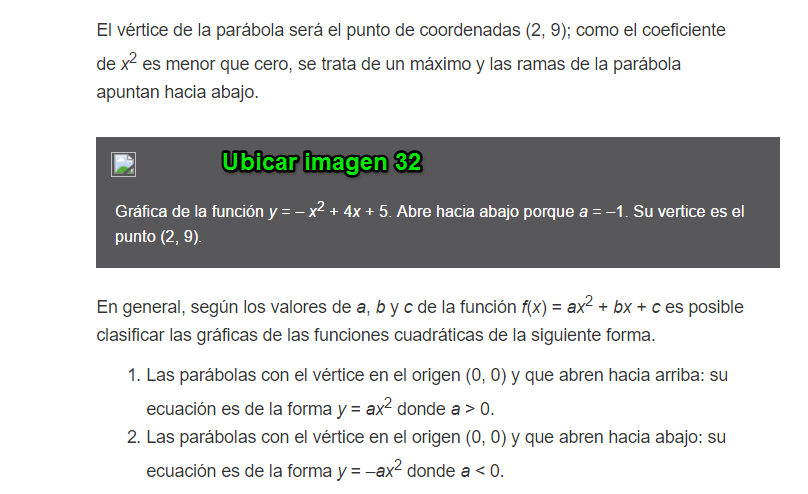 El vértice de la parábola será el punto de coordenadas (2, 9); como el coeficiente
de x² es menor que cero, se trata de un máximo y las ramas de la parábola
apuntan hacia abajo.
Ubicar imagen 32
Gráfica de la función y = – x² + 4x + 5. Abre hacia abajo porque a = –1. Su vertice es el
punto (2, 9).
En general, según los valores de a, b y c de la función f(x) = ax² + bx + c es posible
clasificar las gráficas de las funciones cuadráticas de la siguiente forma.
1. Las parábolas con el vértice en el origen (0, 0) y que abren hacia arriba: su
ecuación es de la forma y = ax² donde a > 0.
2. Las parábolas con el vértice en el origen (0, 0) y que abren hacia abajo: su
ecuación es de la forma y = –ax² donde a < 0.